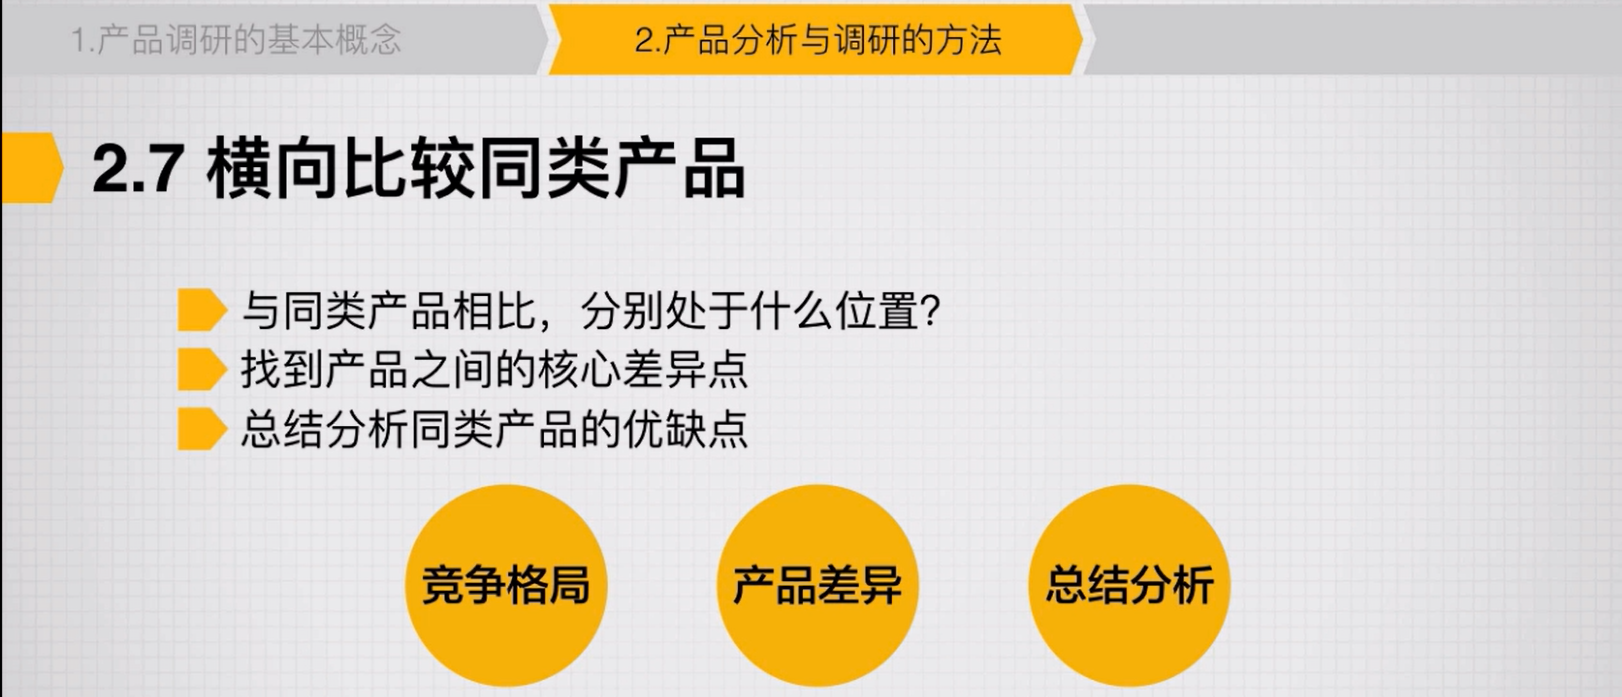 1.产品调研的基本概念
2.产品分析与调研的方法
2.7 横向比较同类产品
与同类产品相比，分别处于什么位置？
找到产品之间的核心差异点
总结分析同类产品的优缺点
竞争格局
产品差异
总结分析